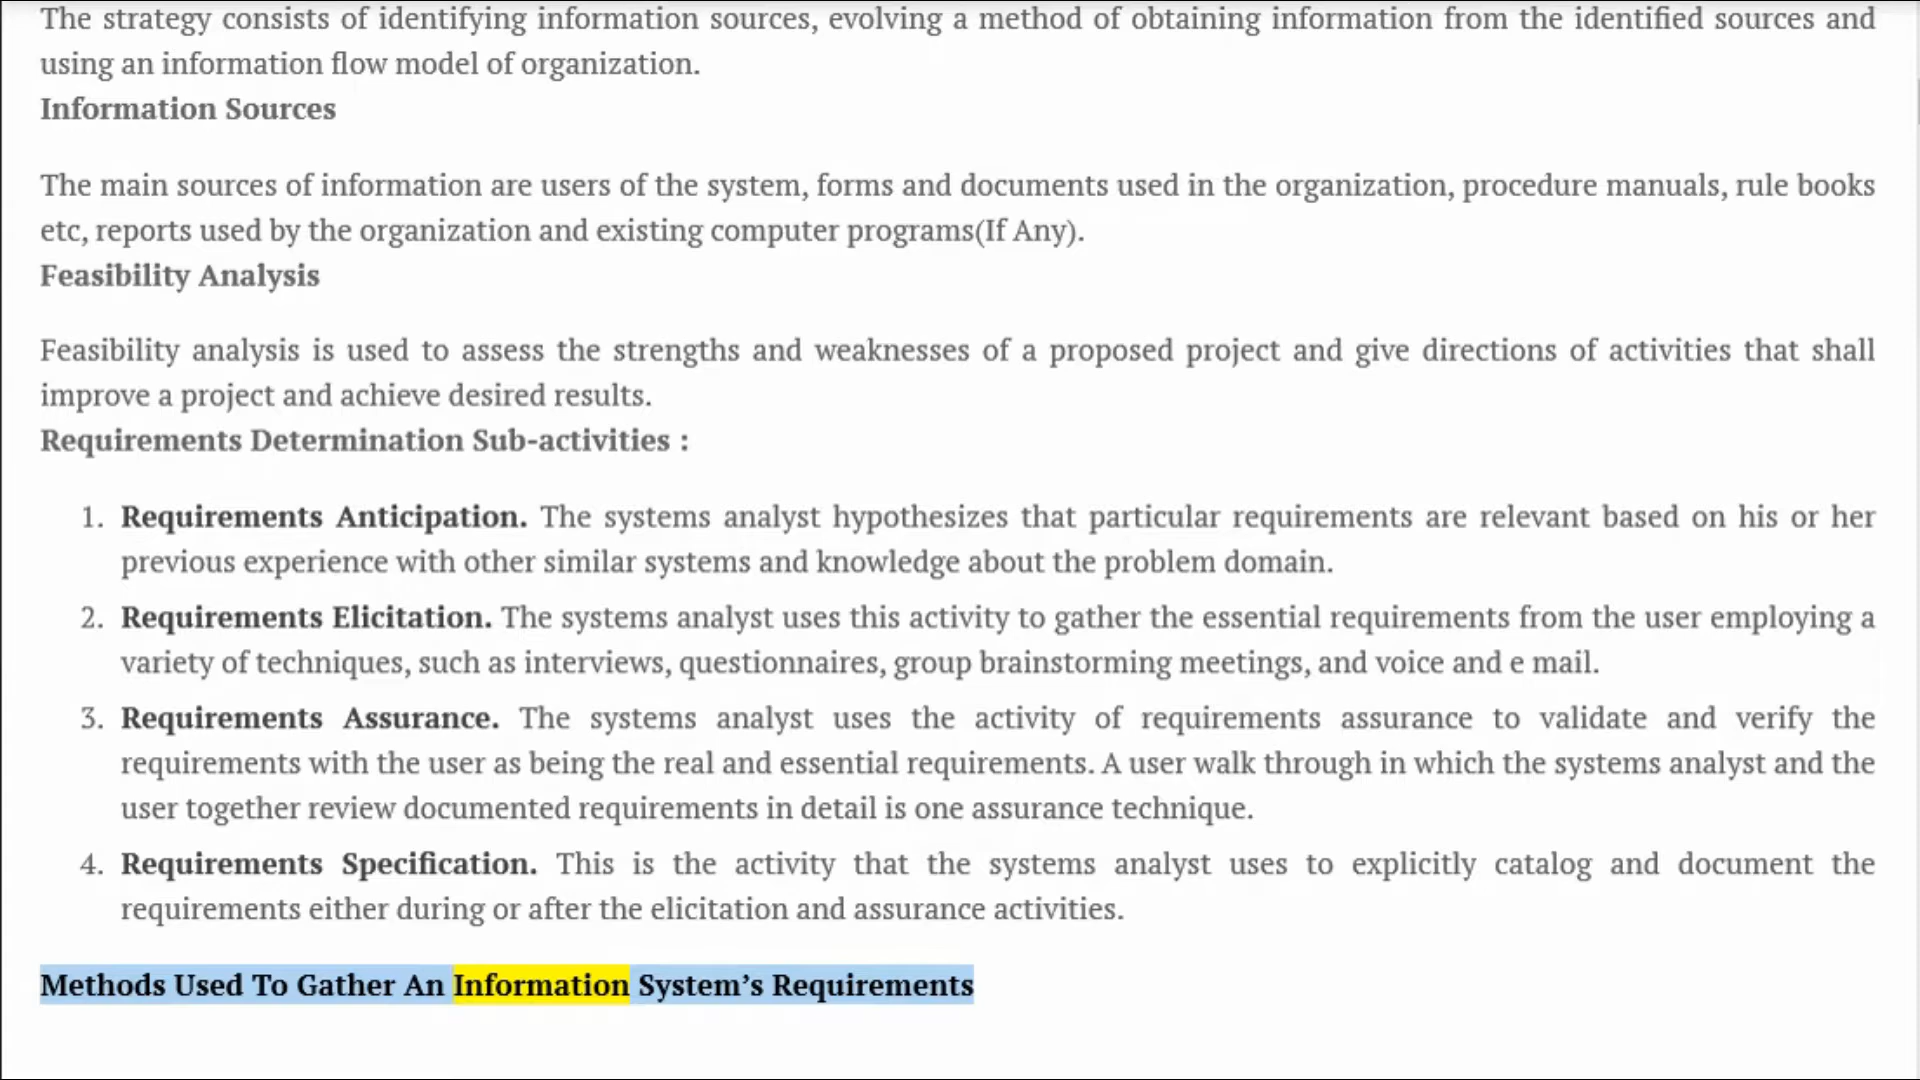 The strategy consists of identifying information sources, evolving a method of obtaining information from the identified sources and
using an information flow model of organization.
Information Sources
The main sources of information are users of the system, forms and documents used in the organization, procedure manuals, rule books
etc, reports used by the organization and existing computer programs(If Any).
Feasibility Analysis
Feasibility analysis is used to assess the strengths and weaknesses of a proposed project and give directions of activities that shall
improve a project and achieve desired results.
Requirements Determination Sub-activities :
1. Requirements Anticipation. The systems analyst hypothesizes that particular requirements are relevant based on his or her
previous experience with other similar systems and knowledge about the problem domain.
2. Requirements Elicitation. The systems analyst uses this activity to gather the essential requirements from the user employing a
variety of techniques, such as interviews, questionnaires, group brainstorming meetings, and voice and e mail.
3. Requirements Assurance. The systems analyst uses the activity of requirements assurance to validate and verify the
requirements with the user as being the real and essential requirements. A user walk through in which the systems analyst and the
user together review documented requirements in detail is one assurance technique.
4. Requirements Specification. This is the activity that the systems analyst uses to explicitly catalog and document the
requirements either during or after the elicitation and assurance activities.
Methods Used To Gather An Information System’s Requirements